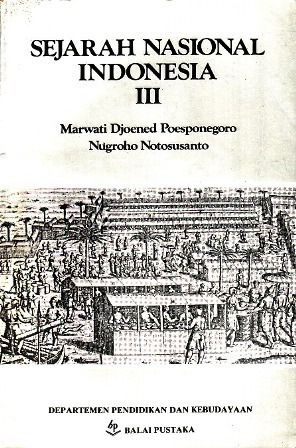 SEJARAH NASIONAL
INDONESIA
III
Marwati Djoened Poesponegoro
Nugroho Notosusanto
DEPARTEMEN PENDIDIKAN DAN KEBUDAYAAN
bp
BALAI PUSTAKA